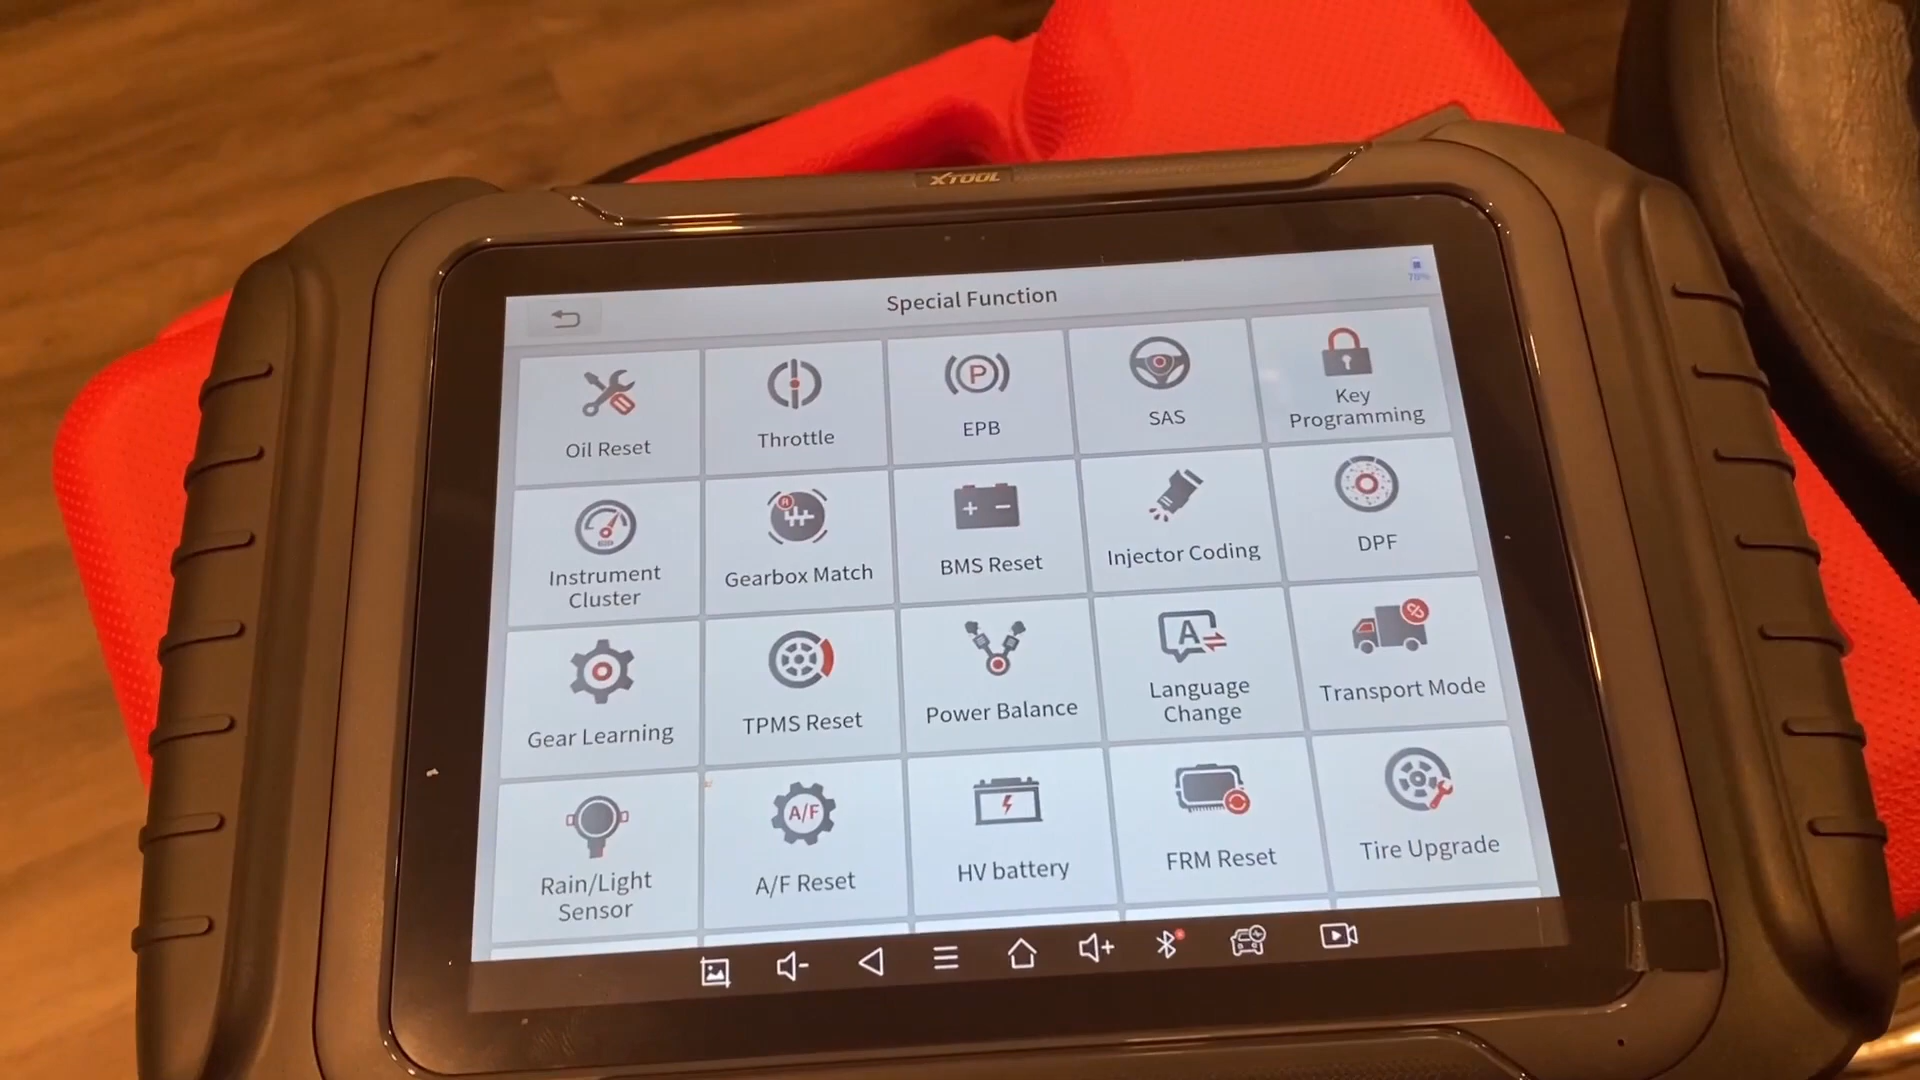 XTOOL
Special Function
Oil Reset
Throttle
P
EPB
SAS
Key
Programming
Instrument
Cluster
R
Gearbox Match
BMS Reset
Injector Coding
DPF
Gear Learning
TPMS Reset
Power Balance
A
Language
Change
Transport Mode
Rain/Light
Sensor
A/F
A/F Reset
HV battery
FRM Reset
Tire Upgrade